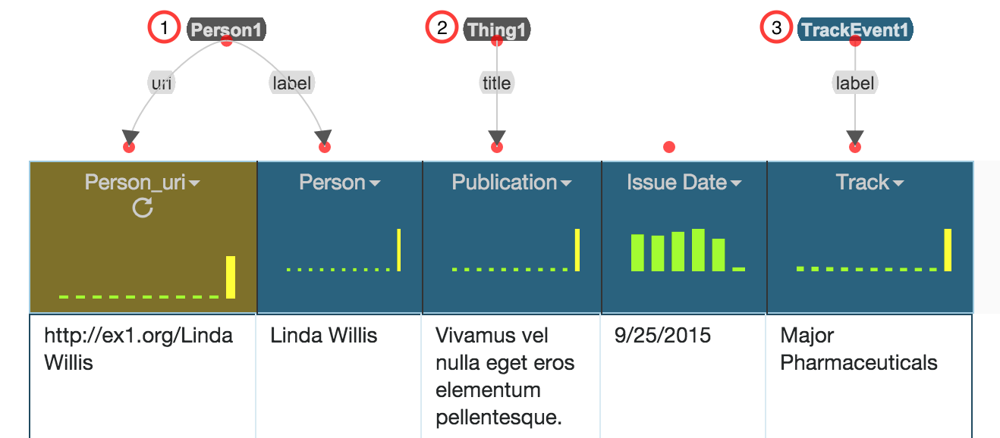 1 Person1 2 Thing1 3 TrackEvent1
uri label title label
Person_uri Person Publication Issue Date Track
http://ex1.org/Linda Linda Willis Vivamus vel 9/25/2015 Major
Willis nulla eget eros Pharmaceuticals
elementum
pellentesque.